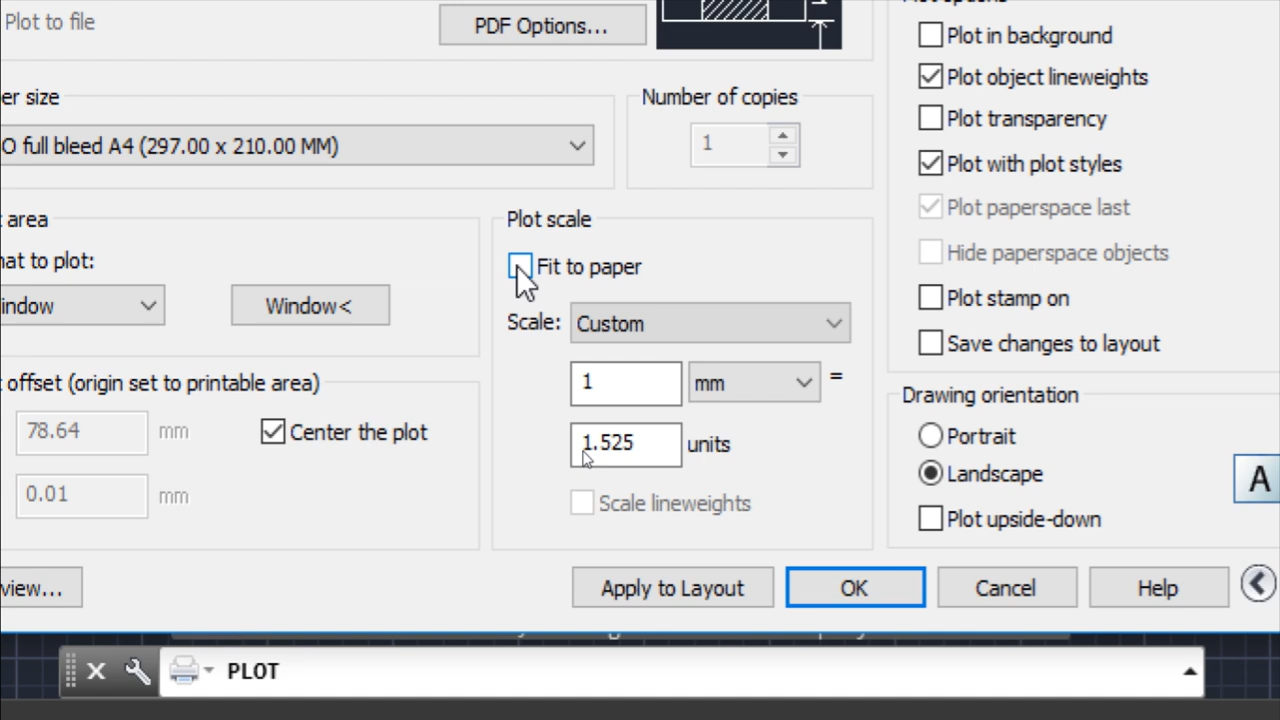 Plot to file
PDF Options...
Plot in background
Plot object lineweights
Plot transparency
Plot with plot styles
Plot paperspace last
Hide paperspace objects
Plot stamp on
Save changes to layout
size
Number of copies
full bleed A4 (297.00 x 210.00 MM)
1
area
to plot:
Window<
Plot scale
Fit to paper
Scale: Custom
1 mm =
1.525 units
Scale lineweights
offset (origin set to printable area)
78.64 mm
Center the plot
0.01 mm
Drawing orientation
Portrait
Landscape
Plot upside-down
A
Apply to Layout
OK
Cancel
Help
PLOT